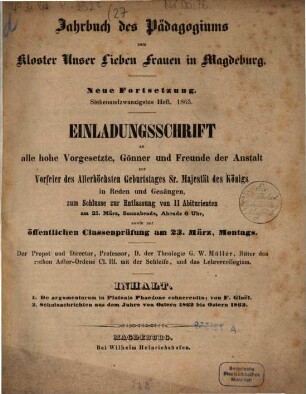 (27
Jahrbuch des Pädagogiums
zum
Kloster Unser Lieben Frauen in Magdeburg.
Neue Fortsetzung.
Siebenundzwanzigstes Heft. 1863.
EINLADUNGSSCHRIFT
an
alle hohe Vorgesetzte, Gönner und Freunde der Anstalt
zur
Vorfeier des Allerhöchsten Geburtstages Sr. Majestät des Königs
in Reden und Gesängen,
zum Schlusse zur Entlassung von 11 Abiturienten
am 21. März, Sonnabends, Abends 6 Uhr,
sowie zur
öffentlichen Classenprüfung am 23. März, Montags.
Der Propst und Director, Professor, D. der Theologie G. W. Müller, Ritter des
rothen Adler-Ordens Cl. III. mit der Schleife, und das Lehrercollegium.
INHALT.
1. De argumentorum in Platonis Phaedone cohaerentia; von F. Gloël.
2. Schulnachrichten aus dem Jahre von Ostern 1862 bis Ostern 1863.
MAGDEBURG.
Bei Wilhelm Heinrichshofen.